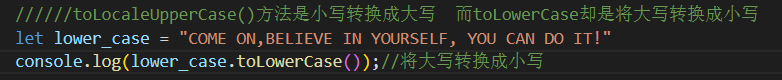 //////toLocaleUpperCase()方法是小写转换成大写  而toLowerCase却是将大写转换成小写
let lower_case = "COME ON,BELIEVE IN YOURSELF, YOU CAN DO IT!"
console.log(lower_case.toLowerCase());//将大写转换成小写